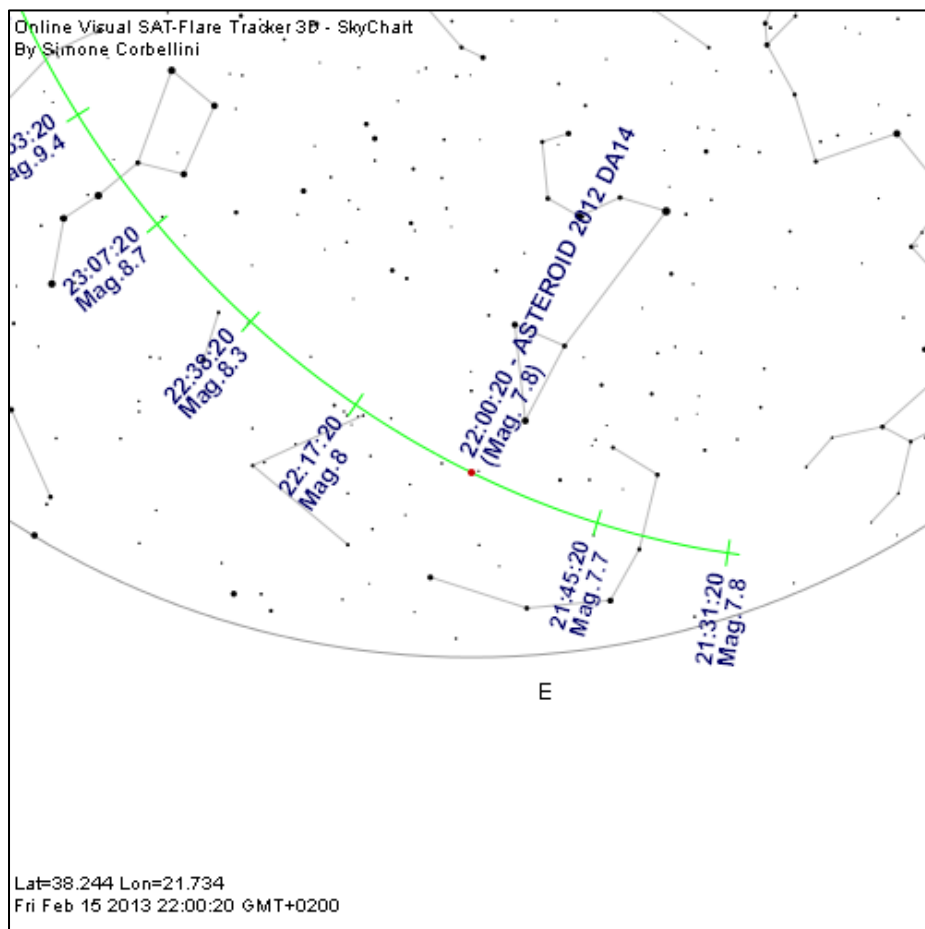 Online Visual SAT-Flare Tracker 3D - SkyChart
By Simone Corbellini
53:20
Mag.9.4
23:07:20
Mag.8.7
22:38:20
Mag.8.3
22:17:20
Mag.8
22:00:20 - ASTEROID 2012 DA14
(Mag. 7.8)
21:45:20
Mag.7.7
21:31:20
Mag.7.8
E
Lat=38.244 Lon=21.734
Fri Feb 15 2013 22:00:20 GMT+0200